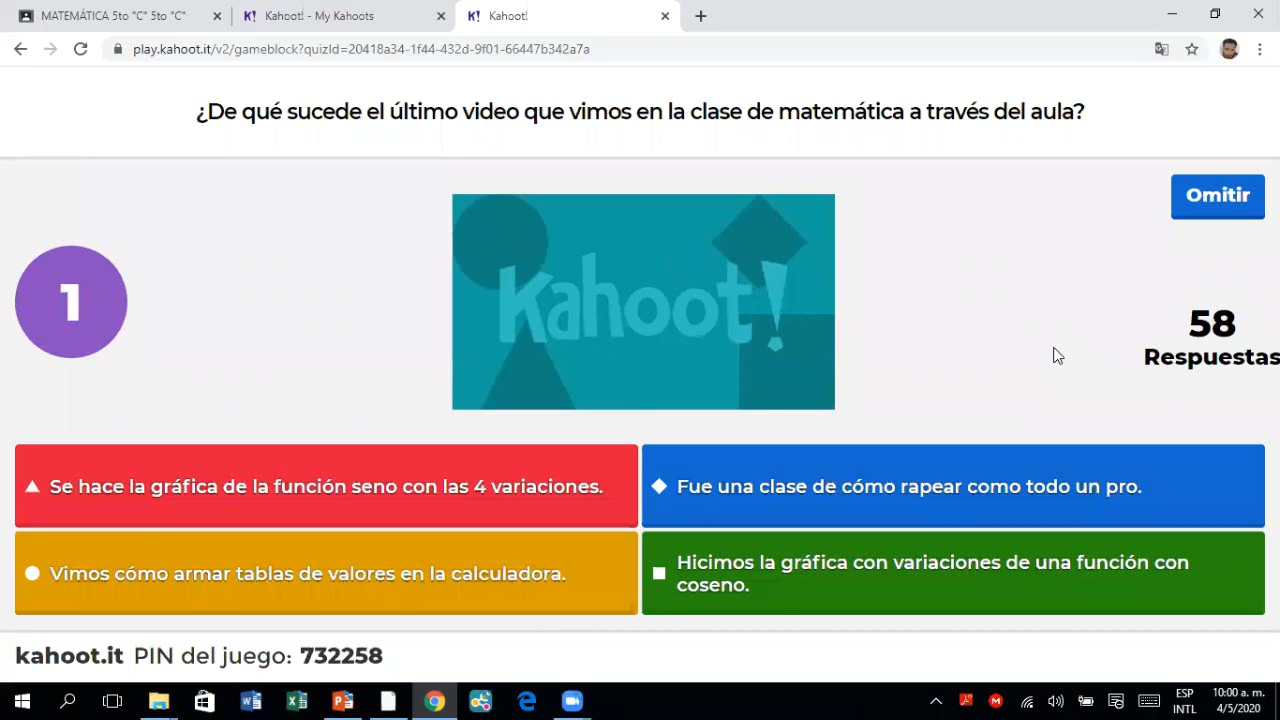 MATEMÁTICA 5to "C" 5to "C"
Kahoot! - My Kahoots
Kahoot!
play.kahoot.it/v2/gameblock?quizId=20418a34-1f44-432d-9f01-66447b342a7a
¿De qué sucede el último video que vimos en la clase de matemática a través del aula?
Omitir
1
Kahoot!
58
Respuestas
Se hace la gráfica de la función seno con las 4 variaciones.
Fue una clase de cómo rapear como todo un pro.
Vimos cómo armar tablas de valores en la calculadora.
Hicimos la gráfica con variaciones de una función con
coseno.
kahoot.it PIN del juego: 732258
ESP
INTL
10:00 a. m.
4/5/2020